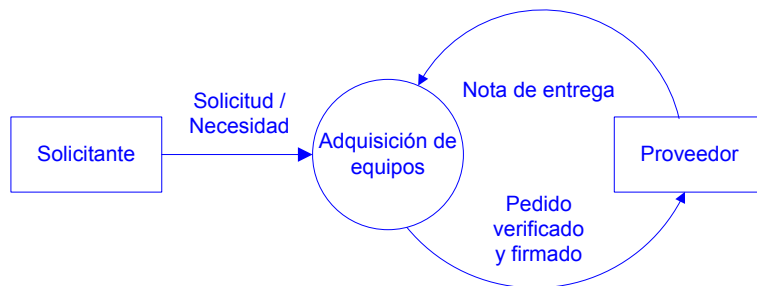 Solicitante
Solicitud /
Necesidad
Adquisición de
equipos
Nota de entrega
Proveedor
Pedido
verificado
y firmado